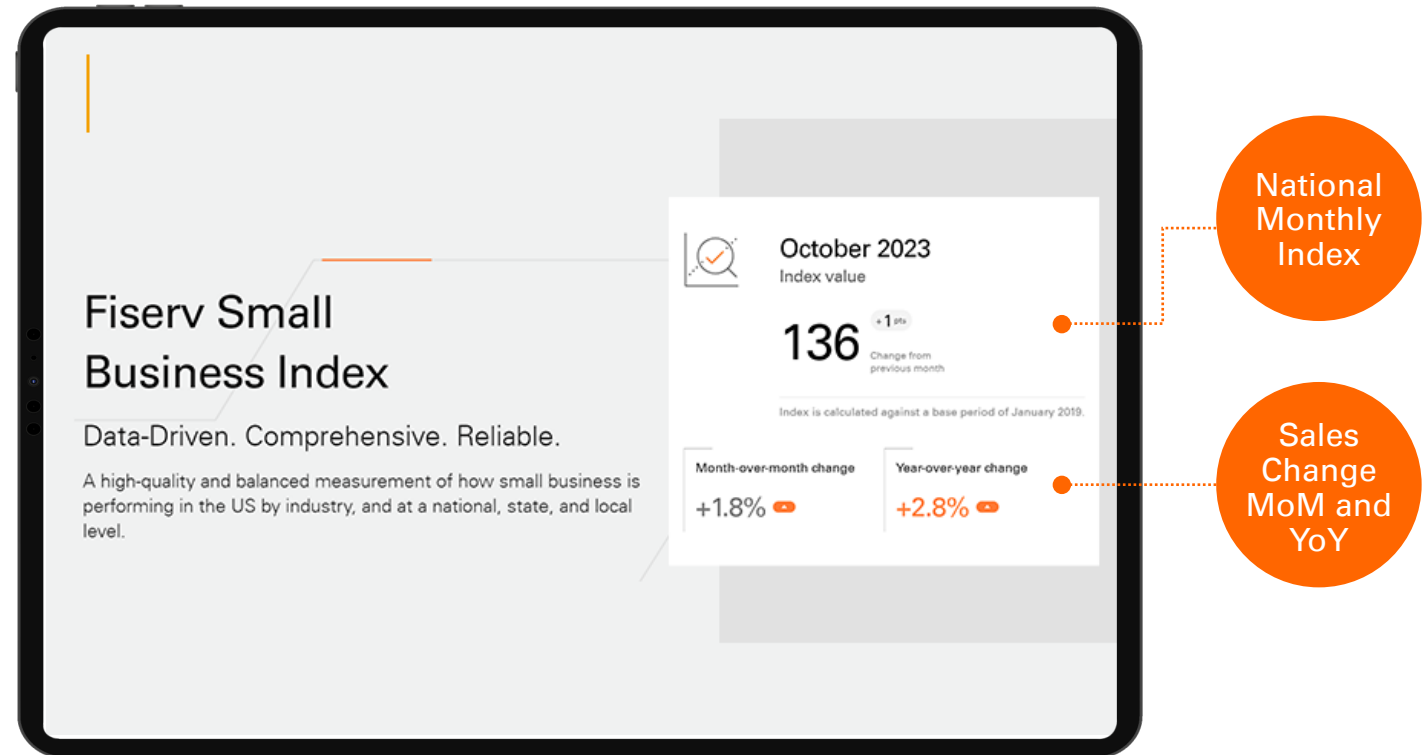 Fiserv Small
Business Index
Data-Driven. Comprehensive. Reliable.
A high-quality and balanced measurement of how small business is
performing in the US by industry, and at a national, state, and local
level.
October 2023
Index value
136
+1 pts
Change from
previous month
Index is calculated against a base period of January 2019.
Month-over-month change
+1.8%
Year-over-year change
+2.8%
National
Monthly
Index
Sales
Change
MoM and
YoY